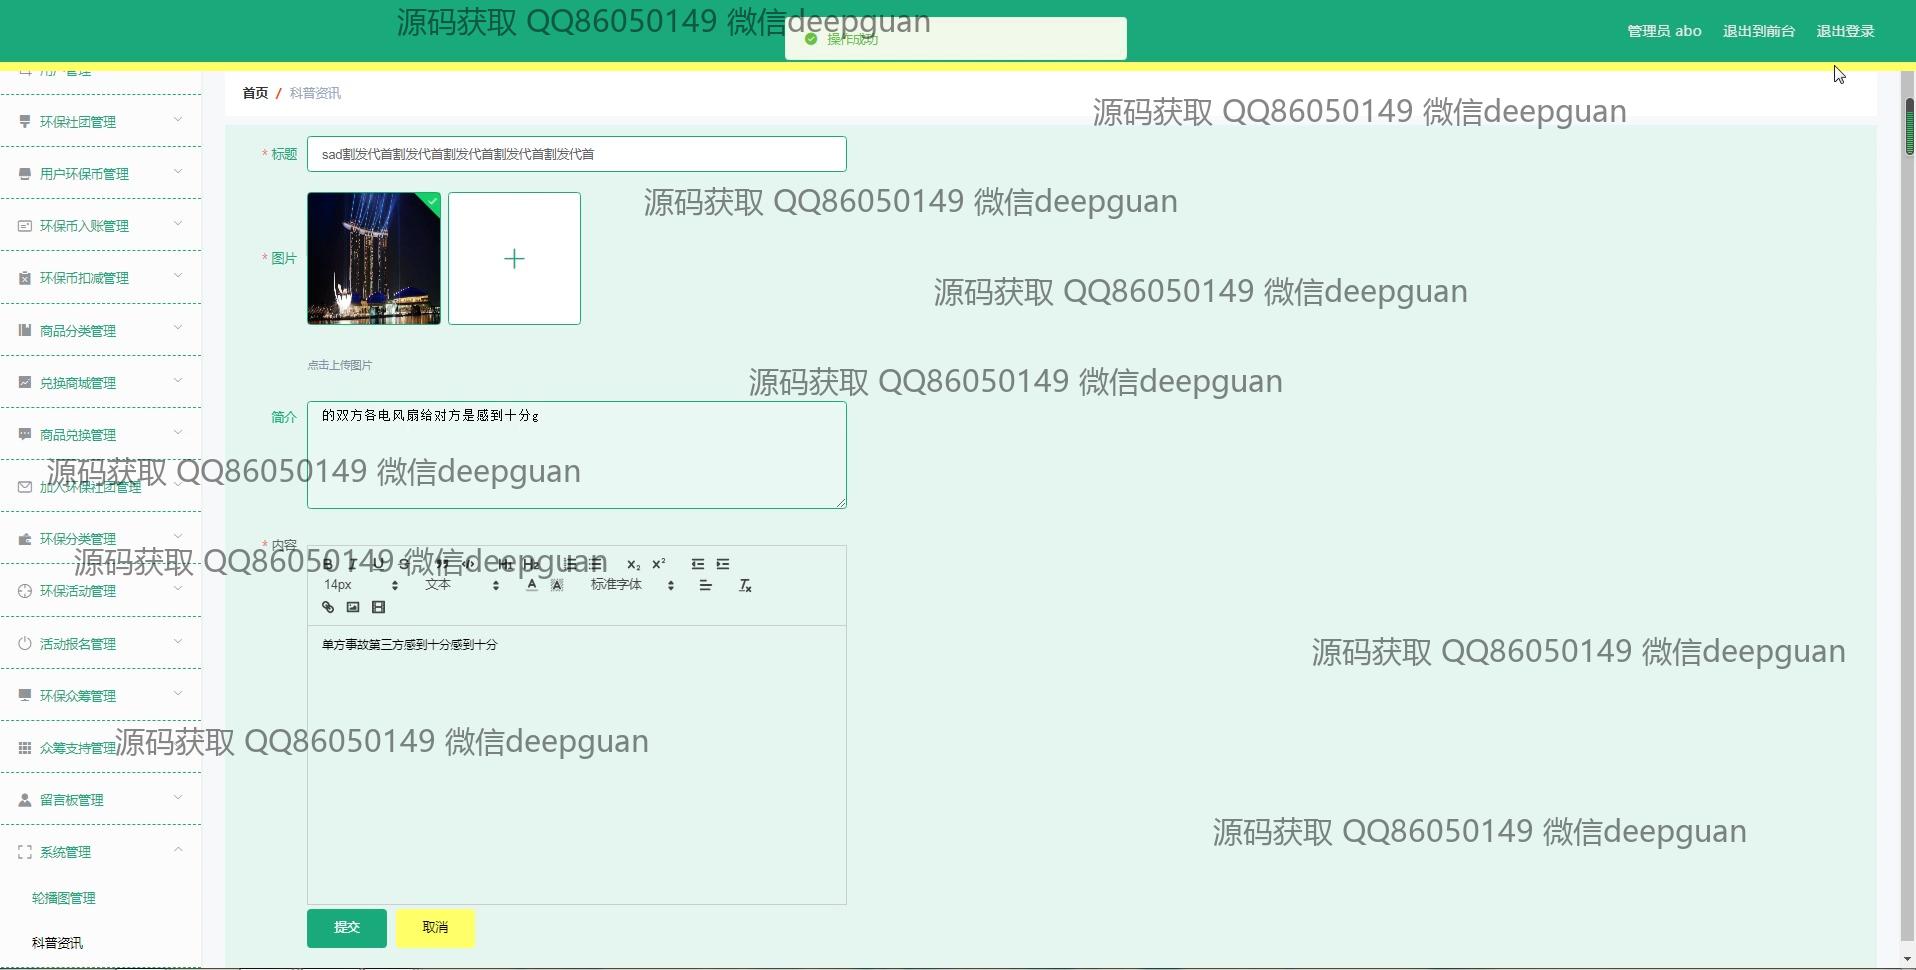 源码获取 QQ86050149 微信deepguan
操作成功
管理员 abo
退出到前台
退出登录
用户管理
首页 / 科普资讯
源码获取 QQ86050149 微信deepguan
环保社团管理
* 标题
sad割发代首割发代首割发代首割发代首割发代首
用户环保币管理
源码获取 QQ86050149 微信deepguan
环保币入账管理
* 图片
环保币扣减管理
源码获取 QQ86050149 微信deepguan
商品分类管理
点击上传图片
兑换商城管理
源码获取 QQ86050149 微信deepguan
简介
的双方各电风扇给对方是感到十分g
商品兑换管理
源码获取 QQ86050149 微信deepguan
加入环保社团管理
环保分类管理
* 内容
源码获取 QQ86050149 微信deepguan
14px
文本
标准字体
环保活动管理
单方事故第三方感到十分感到十分
活动报名管理
源码获取 QQ86050149 微信deepguan
环保众筹管理
众筹支持管理
源码获取 QQ86050149 微信deepguan
留言板管理
源码获取 QQ86050149 微信deepguan
系统管理
轮播图管理
提交
取消
科普资讯